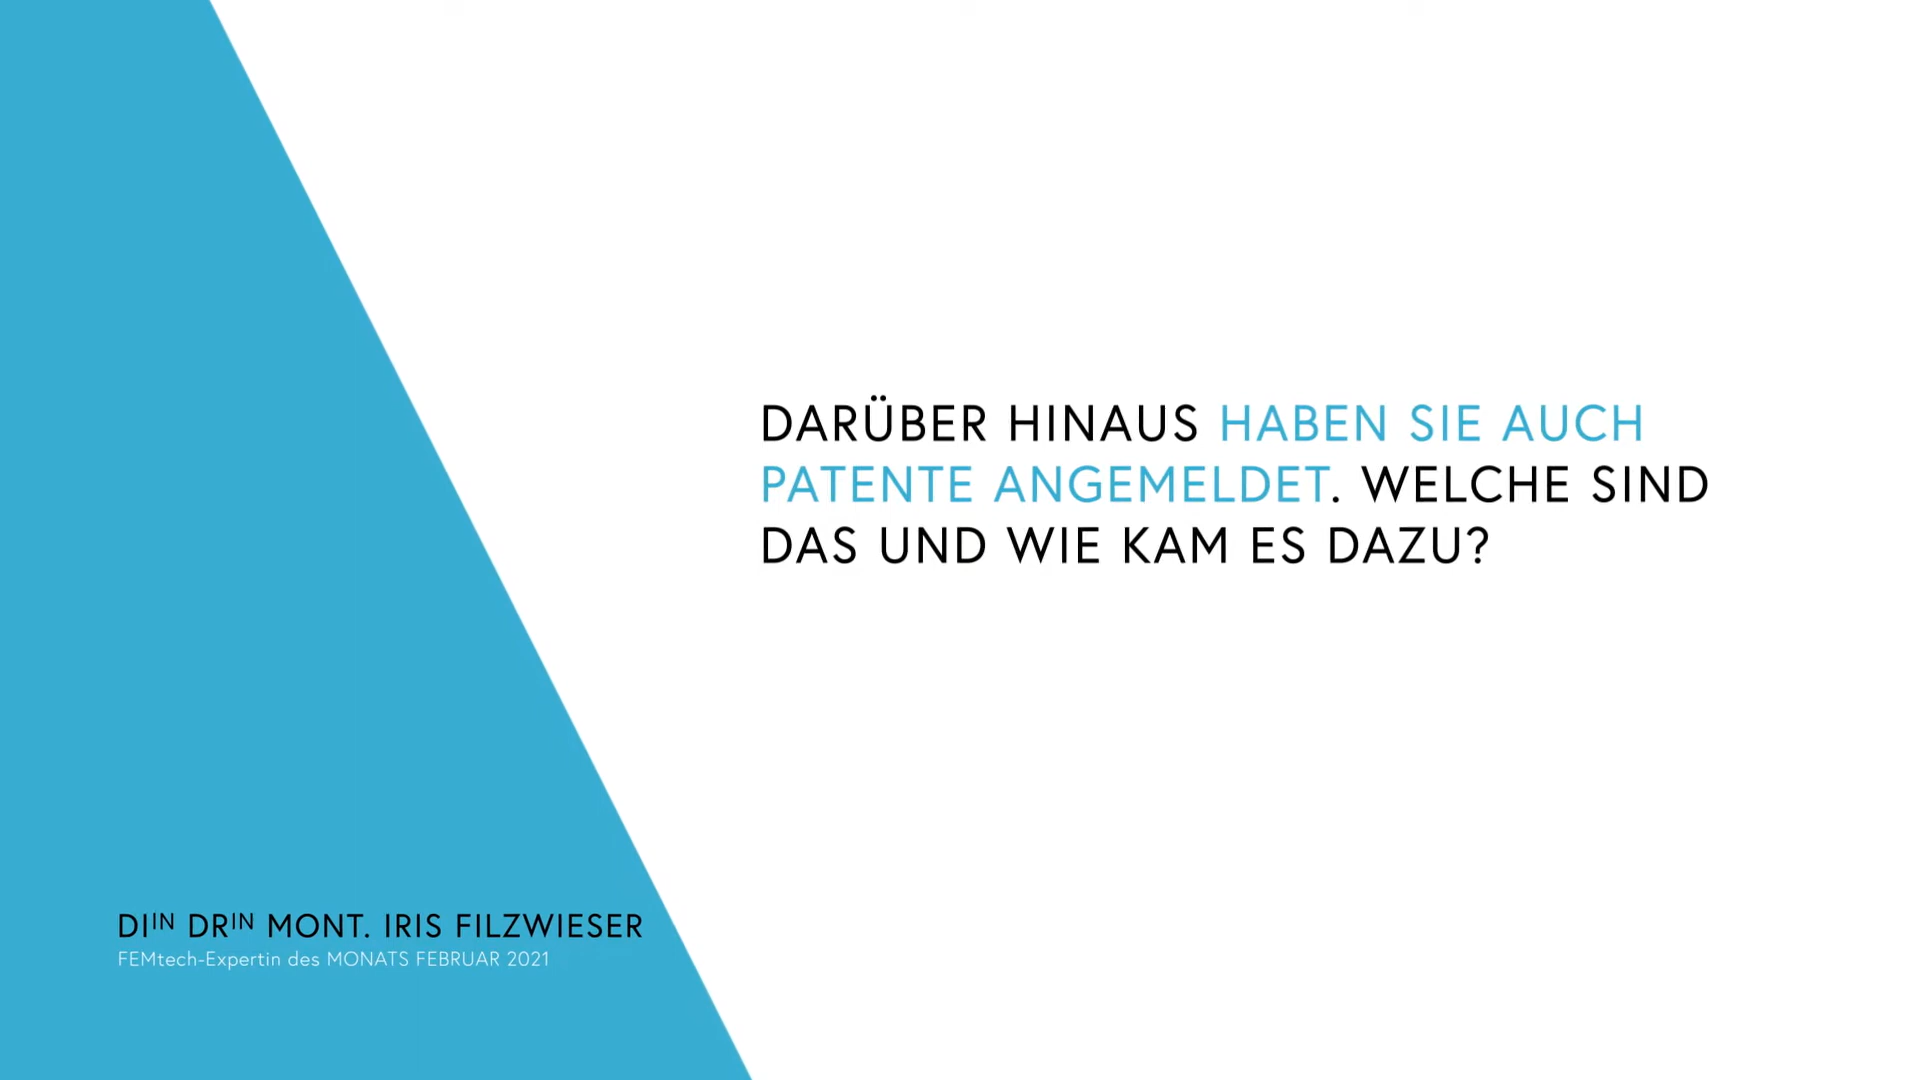 DARÜBER HINAUS HABEN SIE AUCH
PATENTE ANGEMELDET. WELCHE SIND
DAS UND WIE KAM ES DAZU?
DIIN DRIN MONT. IRIS FILZWIESER
FEMtech-Expertin des MONATS FEBRUAR 2021